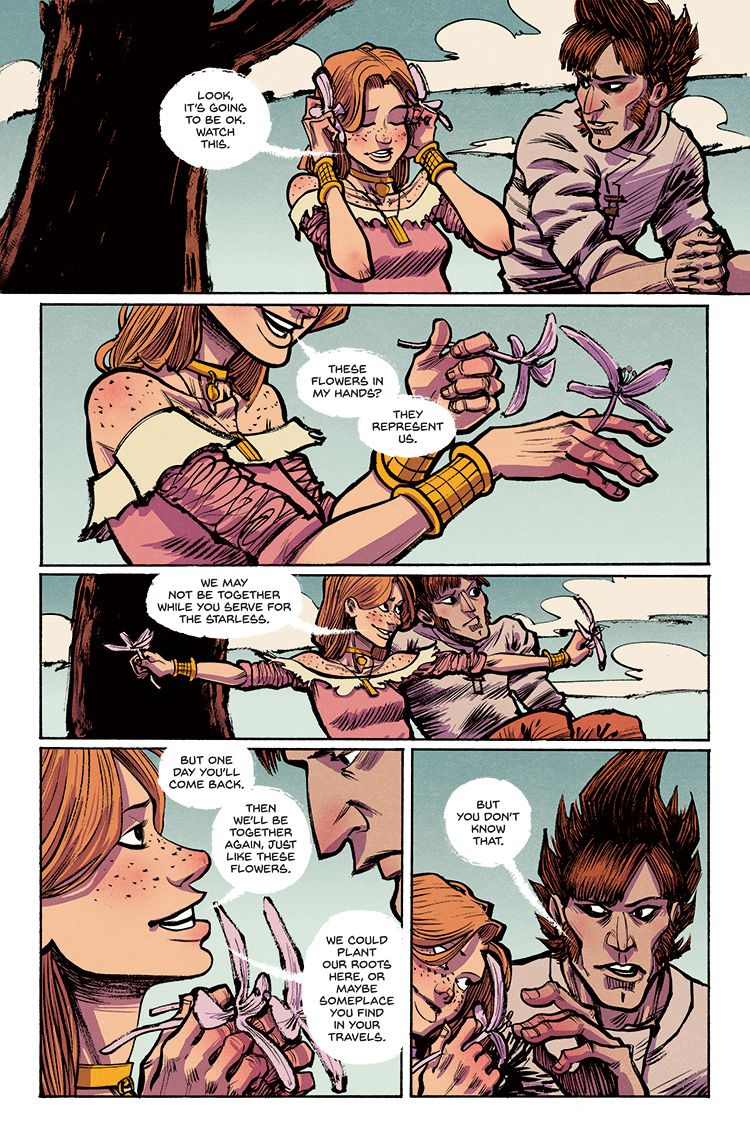 LOOK,
IT'S GOING
TO BE OK.
WATCH
THIS.
THESE
FLOWERS IN
MY HANDS?
THEY
REPRESENT
US.
WE MAY
NOT BE TOGETHER
WHILE YOU SERVE FOR
THE STARLESS.
BUT ONE
DAY YOU'LL
COME BACK.
THEN
WE'LL BE
TOGETHER
AGAIN, JUST
LIKE THESE
FLOWERS.
WE COULD
PLANT
OUR ROOTS
HERE, OR
MAYBE
SOMEPLACE
YOU FIND
IN YOUR
TRAVELS.
BUT
YOU DON'T
KNOW
THAT.